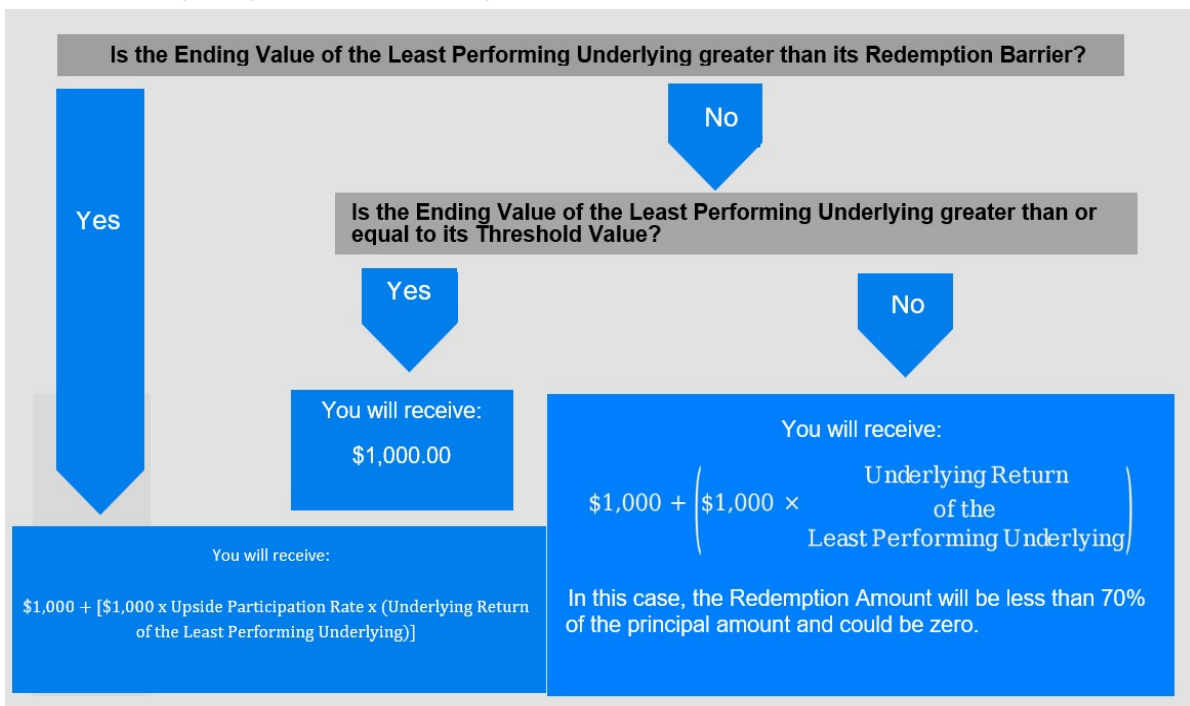 Is the Ending Value of the Least Performing Underlying greater than its Redemption Barrier?
Yes
No
Is the Ending Value of the Least Performing Underlying greater than or
equal to its Threshold Value?
Yes
No
You will receive:
$1,000.00
You will receive:
$1,000 + ($1,000 × Underlying Return
of the
Least Performing Underlying)
In this case, the Redemption Amount will be less than 70%
of the principal amount and could be zero.
You will receive:
$1,000 + [$1,000 x Upside Participation Rate x (Underlying Return
of the Least Performing Underlying)]